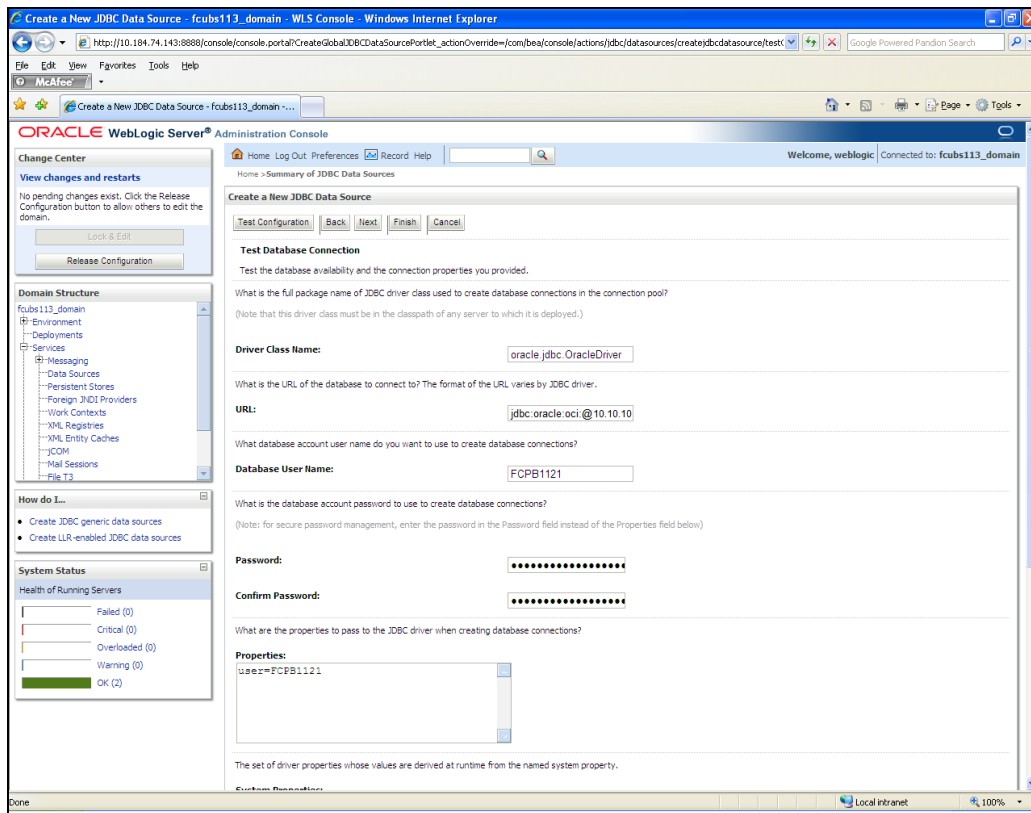 Create a New JDBC Data Source - fcubs113_domain - WLS Console - Windows Internet Explorer
http://10.184.74.143:8888/console/console.portal?CreateGlobalJDBCDataSourcePortlet_actionOverride=/com/bea/console/actions/jdbc/datasources/createjdbcdatasource/test(
Google Powered Pandion Search
File Edit View Favorites Tools Help
McAfee
Create a New JDBC Data Source - fcubs113_domain -...
Page
Tools
ORACLE WebLogic Server® Administration Console
Change Center
View changes and restarts
No pending changes exist. Click the Release
Configuration button to allow others to edit the
domain.
Lock & Edit
Release Configuration
Domain Structure
fcubs113_domain
Environment
Deployments
Services
Messaging
Data Sources
Persistent Stores
Foreign JNDI Providers
Work Contexts
XML Registries
XML Entity Caches
jCOM
Mail Sessions
File T3
How do I...
Create JDBC generic data sources
Create LLR-enabled JDBC data sources
System Status
Health of Running Servers
Failed (0)
Critical (0)
Overloaded (0)
Warning (0)
OK (2)
Home Log Out Preferences Record Help
Welcome, weblogic
Connected to: fcubs113_domain
Home >Summary of JDBC Data Sources
Create a New JDBC Data Source
Test Configuration Back Next Finish Cancel
Test Database Connection
Test the database availability and the connection properties you provided.
What is the full package name of JDBC driver class used to create database connections in the connection pool?
(Note that this driver class must be in the classpath of any server to which it is deployed.)
Driver Class Name: oracle.jdbc.OracleDriver
What is the URL of the database to connect to? The format of the URL varies by JDBC driver.
URL: jdbc:oracle:oci:@10.10.10
What database account user name do you want to use to create database connections?
Database User Name: FCPB1121
What is the database account password to use to create database connections?
(Note: for secure password management, enter the password in the Password field instead of the Properties field below)
Password:
Confirm Password:
What are the properties to pass to the JDBC driver when creating database connections?
Properties:
user=FCPB1121
The set of driver properties whose values are derived at runtime from the named system property.
System Properties:
Done
Local intranet
100%